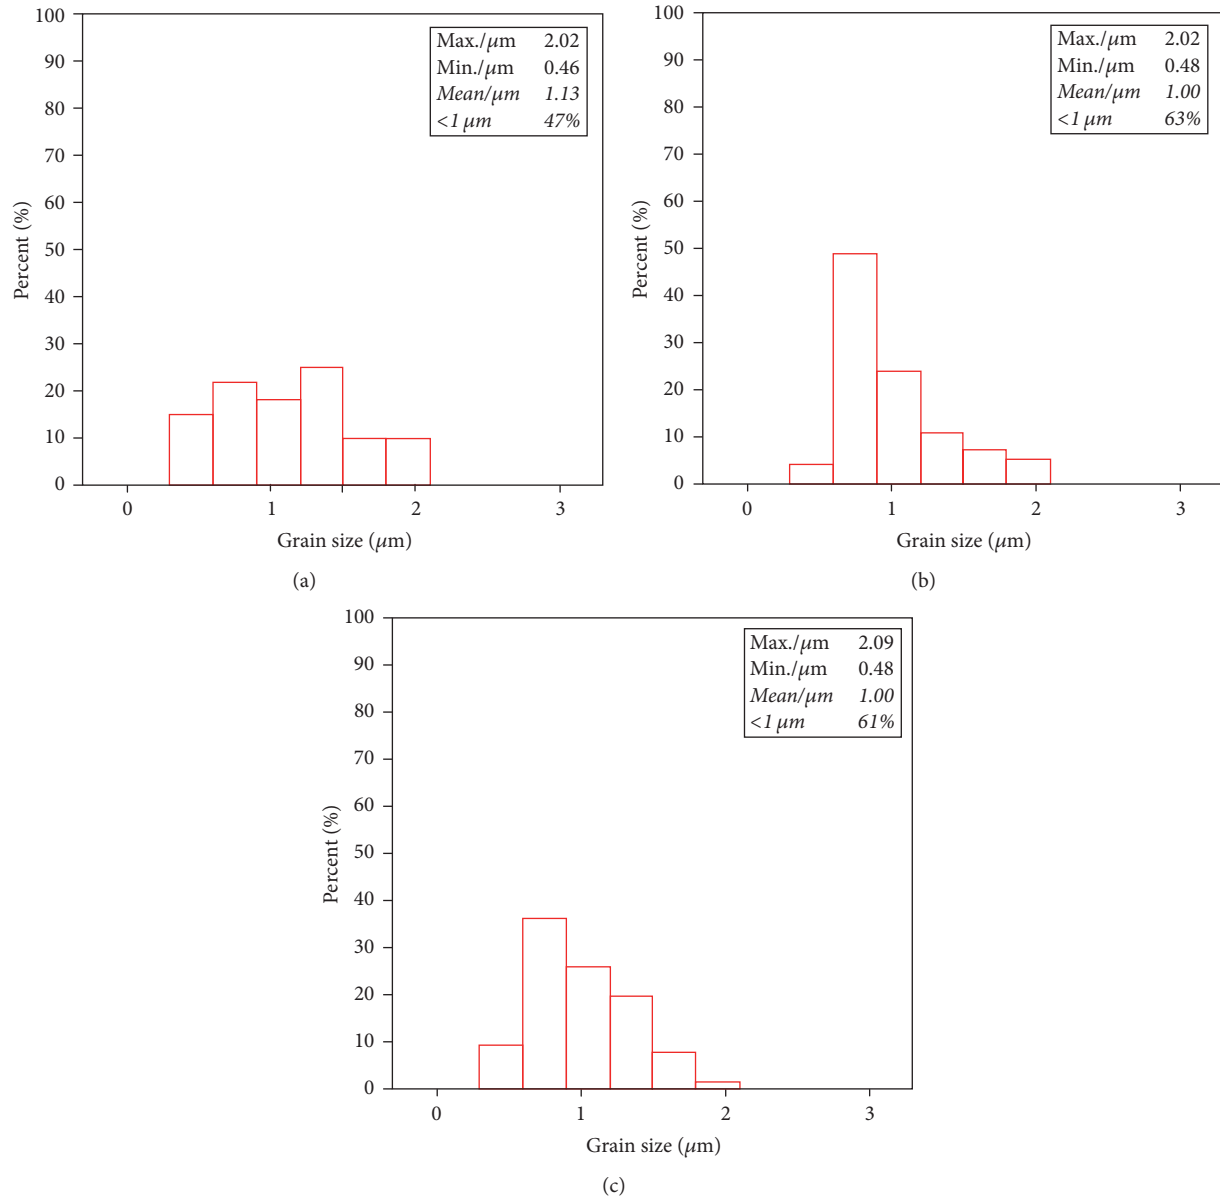 100
90
80
70
60
50
40
30
20
10
0
Percent (%)
Max./μm 2.02
Min./μm 0.46
Mean/μm 1.13
<1 μm 47%
0 1 2 3
Grain size (μm)
(a)
100
90
80
70
60
50
40
30
20
10
0
Percent (%)
Max./μm 2.02
Min./μm 0.48
Mean/μm 1.00
<1 μm 63%
0 1 2 3
Grain size (μm)
(b)
100
90
80
70
60
50
40
30
20
10
0
Percent (%)
Max./μm 2.09
Min./μm 0.48
Mean/μm 1.00
<1 μm 61%
0 1 2 3
Grain size (μm)
(c)